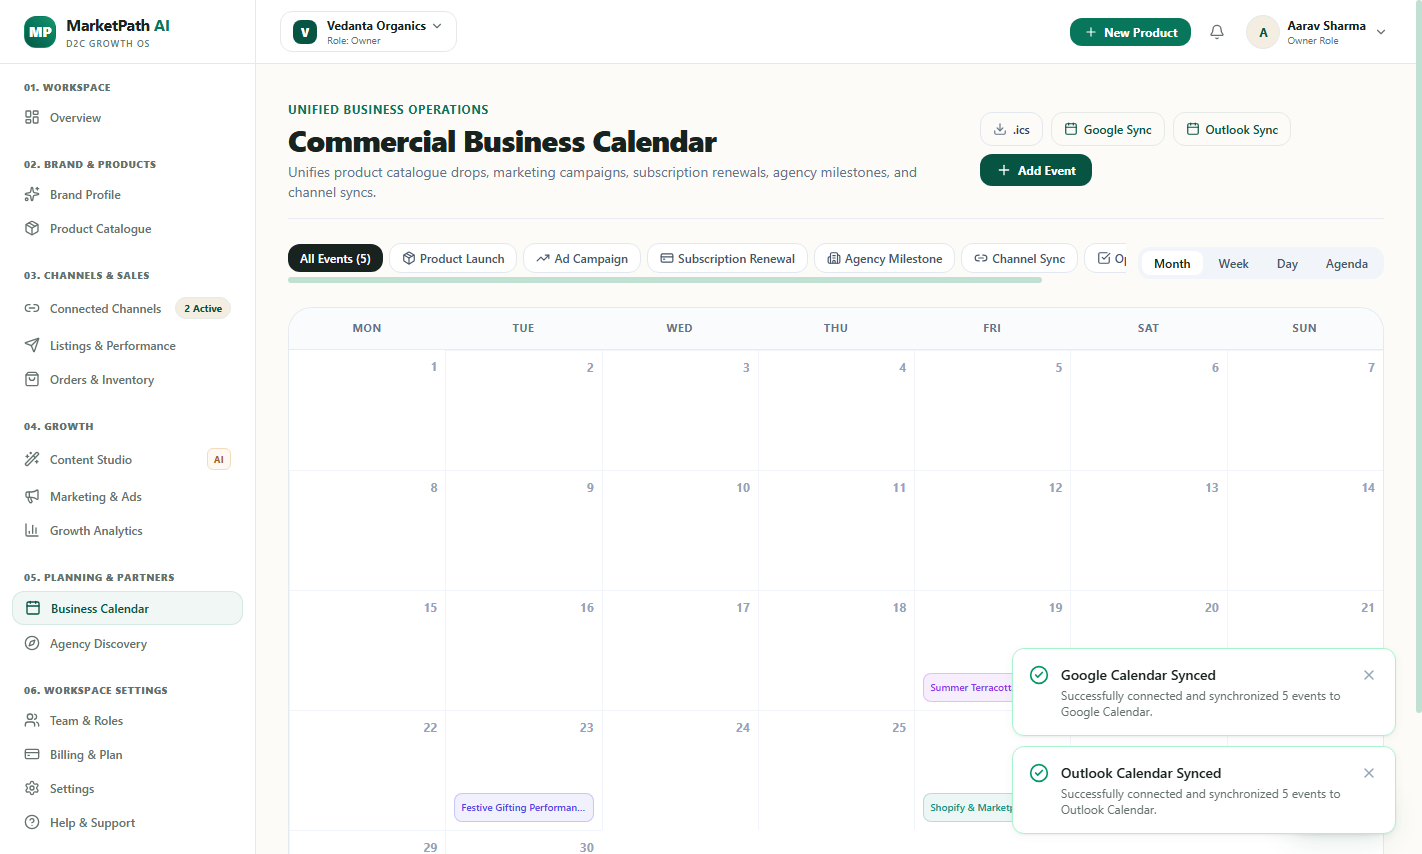 MP
MarketPath AI
D2C GROWTH OS
V
Vedanta Organics
Role: Owner
New Product
A
Aarav Sharma
Owner Role
01. WORKSPACE
Overview
02. BRAND & PRODUCTS
Brand Profile
Product Catalogue
03. CHANNELS & SALES
Connected Channels
2 Active
Listings & Performance
Orders & Inventory
04. GROWTH
Content Studio
AI
Marketing & Ads
Growth Analytics
05. PLANNING & PARTNERS
Business Calendar
Agency Discovery
06. WORKSPACE SETTINGS
Team & Roles
Billing & Plan
Settings
Help & Support
UNIFIED BUSINESS OPERATIONS
Commercial Business Calendar
Unifies product catalogue drops, marketing campaigns, subscription renewals, agency milestones, and
channel syncs.
.ics
Google Sync
Outlook Sync
Add Event
All Events (5)
Product Launch
Ad Campaign
Subscription Renewal
Agency Milestone
Channel Sync
Month
Week
Day
Agenda
MON TUE WED THU FRI SAT SUN
1 2 3 4 5 6 7
8 9 10 11 12 13 14
15 16 17 18 19 20 21
Summer Terracott
22 23 24 25
Festive Gifting Performan...
Shopify & Marketp
29 30
Google Calendar Synced
Successfully connected and synchronized 5 events to
Google Calendar.
Outlook Calendar Synced
Successfully connected and synchronized 5 events to
Outlook Calendar.